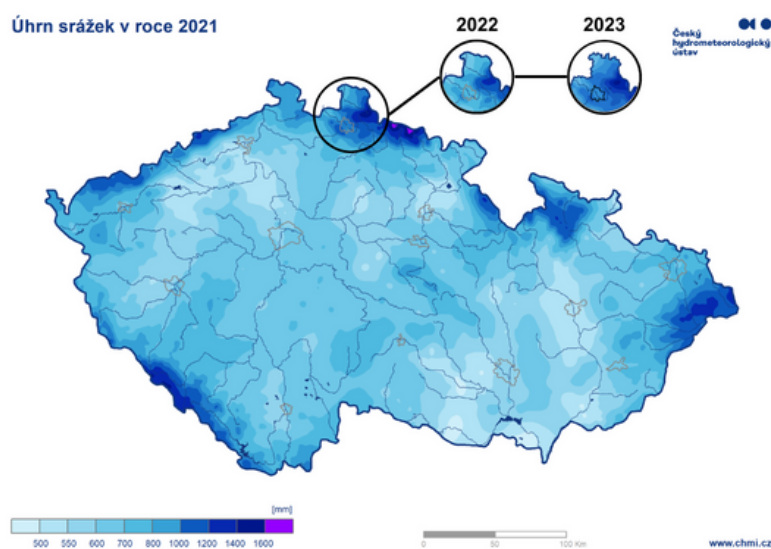 Úhrn srážek v roce 2021
2022
2023
Český
hydrometeorologický
ústav
[mm]
500 550 600 700 800 1000 1200 1400 1600
0 50 100 Km
www.chmi.cz